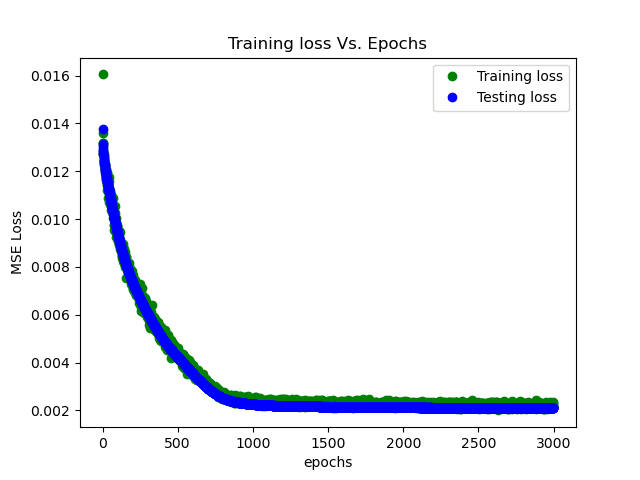 Training loss Vs. Epochs
Training loss
Testing loss
MSE Loss
0.016
0.014
0.012
0.010
0.008
0.006
0.004
0.002
0 500 1000 1500 2000 2500 3000
epochs